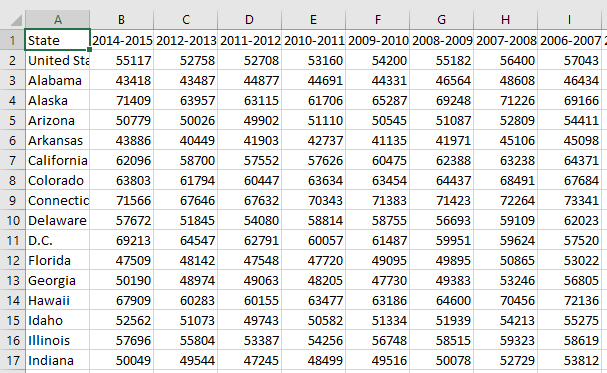 A B C D E F G H I
1 State 2014-2015 2012-2013 2011-2012 2010-2011 2009-2010 2008-2009 2007-2008 2006-2007 2
2 United Sta 55117 52758 52708 53160 54200 55182 56400 57043
3 Alabama 43418 43487 44877 44691 44331 46564 48608 46434
4 Alaska 71409 63957 63115 61706 65287 69248 71226 69166
5 Arizona 50779 50026 49902 51110 50545 51087 52809 54411
6 Arkansas 43886 40449 41903 42737 41135 41971 45106 45098
7 California 62096 58700 57552 57626 60475 62388 63238 64371
8 Colorado 63803 61794 60447 63634 63454 64437 68491 67684
9 Connectic 71566 67646 67632 70343 71383 71423 72264 73341
10 Delaware 57672 51845 54080 58814 58755 56693 59109 62023
11 D.C. 69213 64547 62791 60057 61487 59951 59624 57520
12 Florida 47509 48142 47548 47720 49095 49895 50865 53022
13 Georgia 50190 48974 49063 48205 47730 49383 53246 56805
14 Hawaii 67909 60283 60155 63477 63186 64600 70456 72136
15 Idaho 52562 51073 49743 50582 51334 51939 54213 55275
16 Illinois 57696 55804 53387 54256 56748 58515 59323 58619
17 Indiana 50049 49544 47245 48499 49516 50078 52729 53812